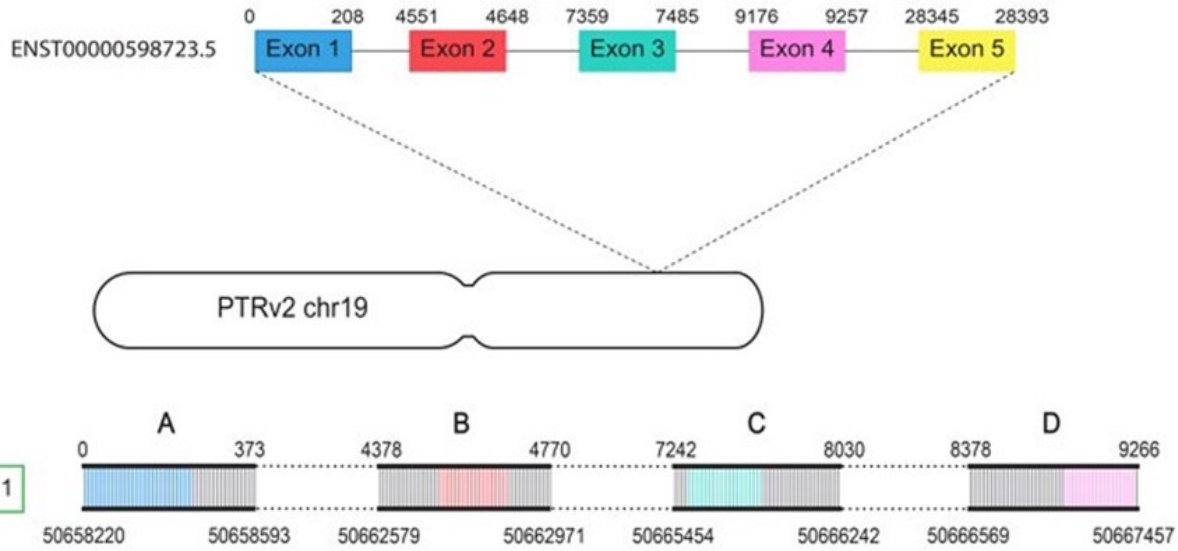 0 208 4551 4648 7359 7485 9176 9257 28345 28393
ENST00000598723.5 Exon 1 Exon 2 Exon 3 Exon 4 Exon 5
PTRv2 chr19
A B C D
0 373 4378 4770 7242 8030 8378 9266
1
50658220 50658593 50662579 50662971 50665454 50666242 50666569 50667457